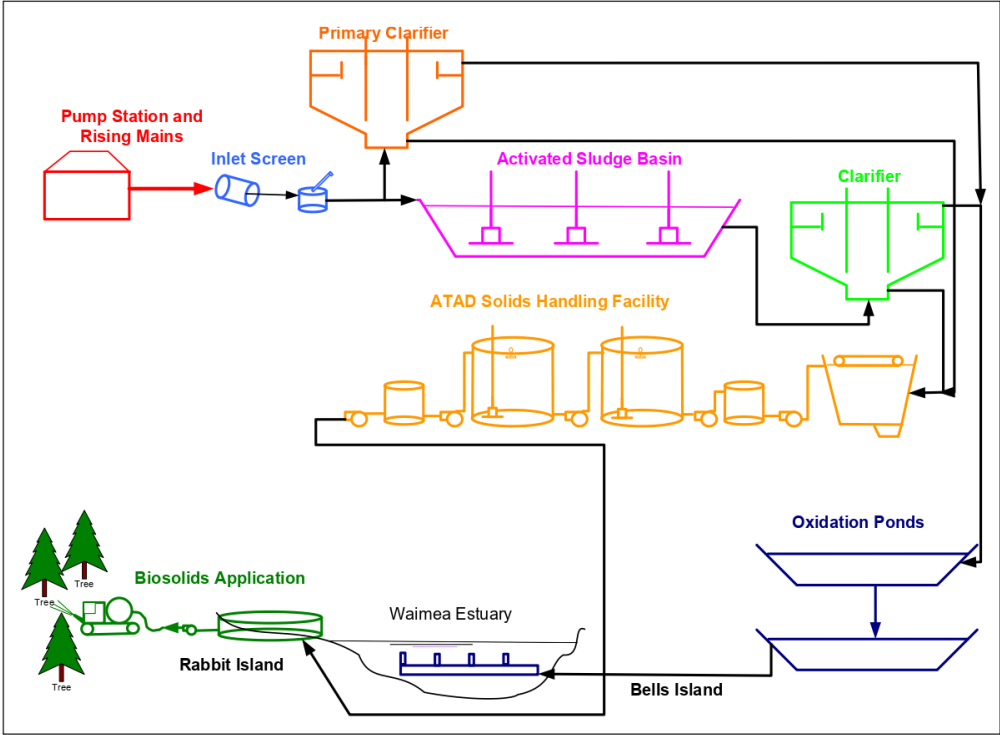 Primary Clarifier
Pump Station and
Rising Mains
Inlet Screen
Activated Sludge Basin
Clarifier
ATAD Solids Handling Facility
Oxidation Ponds
Tree
Biosolids Application
Tree
Waimea Estuary
Rabbit Island
Tree
Bells Island